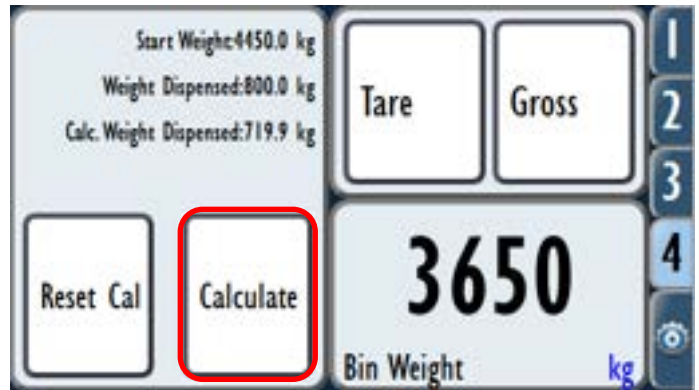 Start Weight:4450.0 kg
Weight Dispensed:800.0 kg
Calc. Weight Dispensed:719.9 kg
Reset Cal
Calculate
Tare
Gross
3650
Bin Weight kg
1
2
3
4